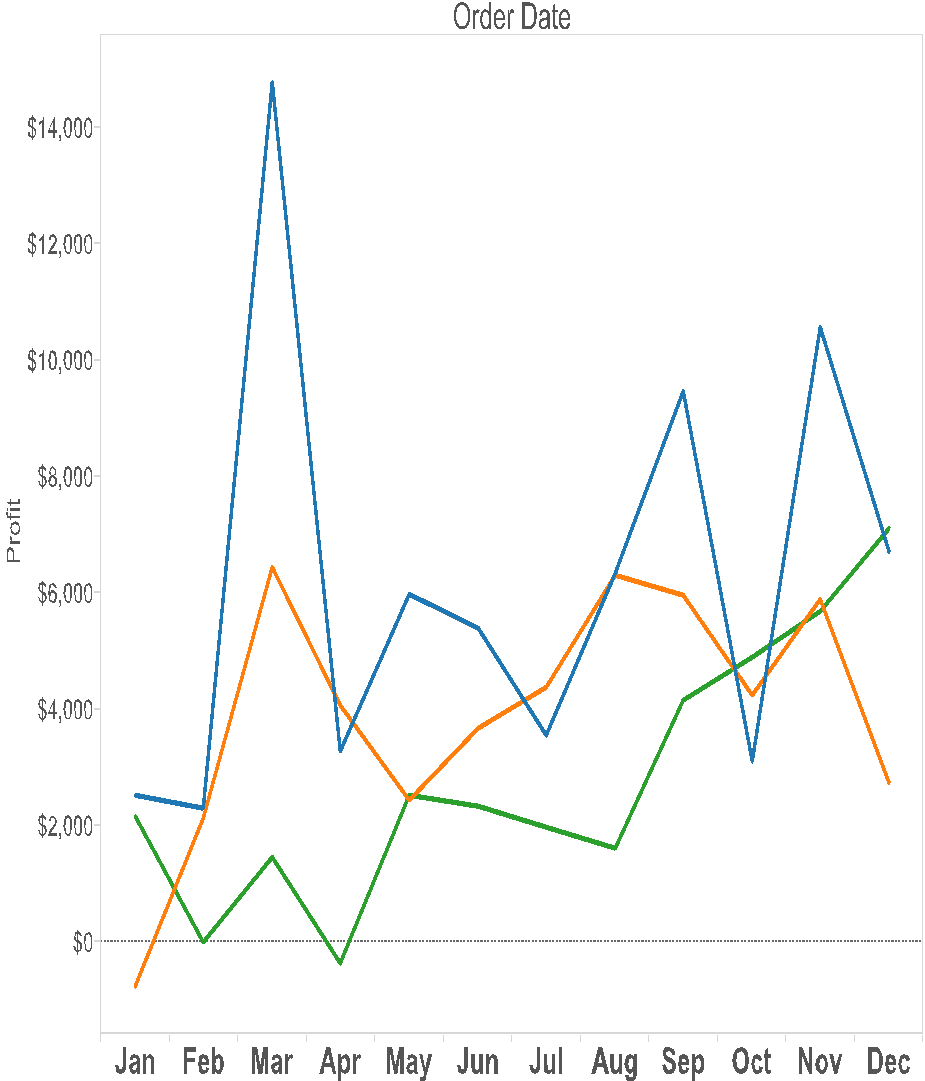 Order Date
$14,000
$12,000
$10,000
$8,000
$6,000
$4,000
$2,000
$0
Profit
Jan Feb Mar Apr May Jun Jul Aug Sep Oct Nov Dec